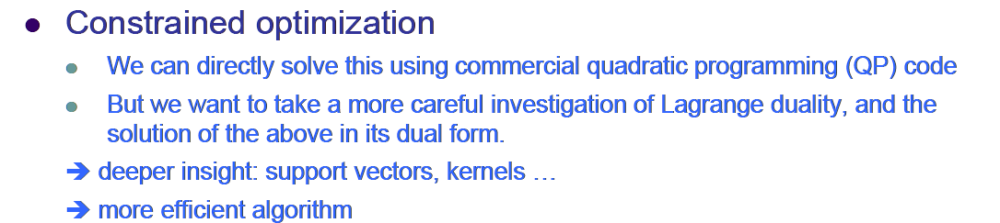 ● Constrained optimization
● We can directly solve this using commercial quadratic programming (QP) code
● But we want to take a more careful investigation of Lagrange duality, and the
solution of the above in its dual form.
➔ deeper insight: support vectors, kernels …
➔ more efficient algorithm